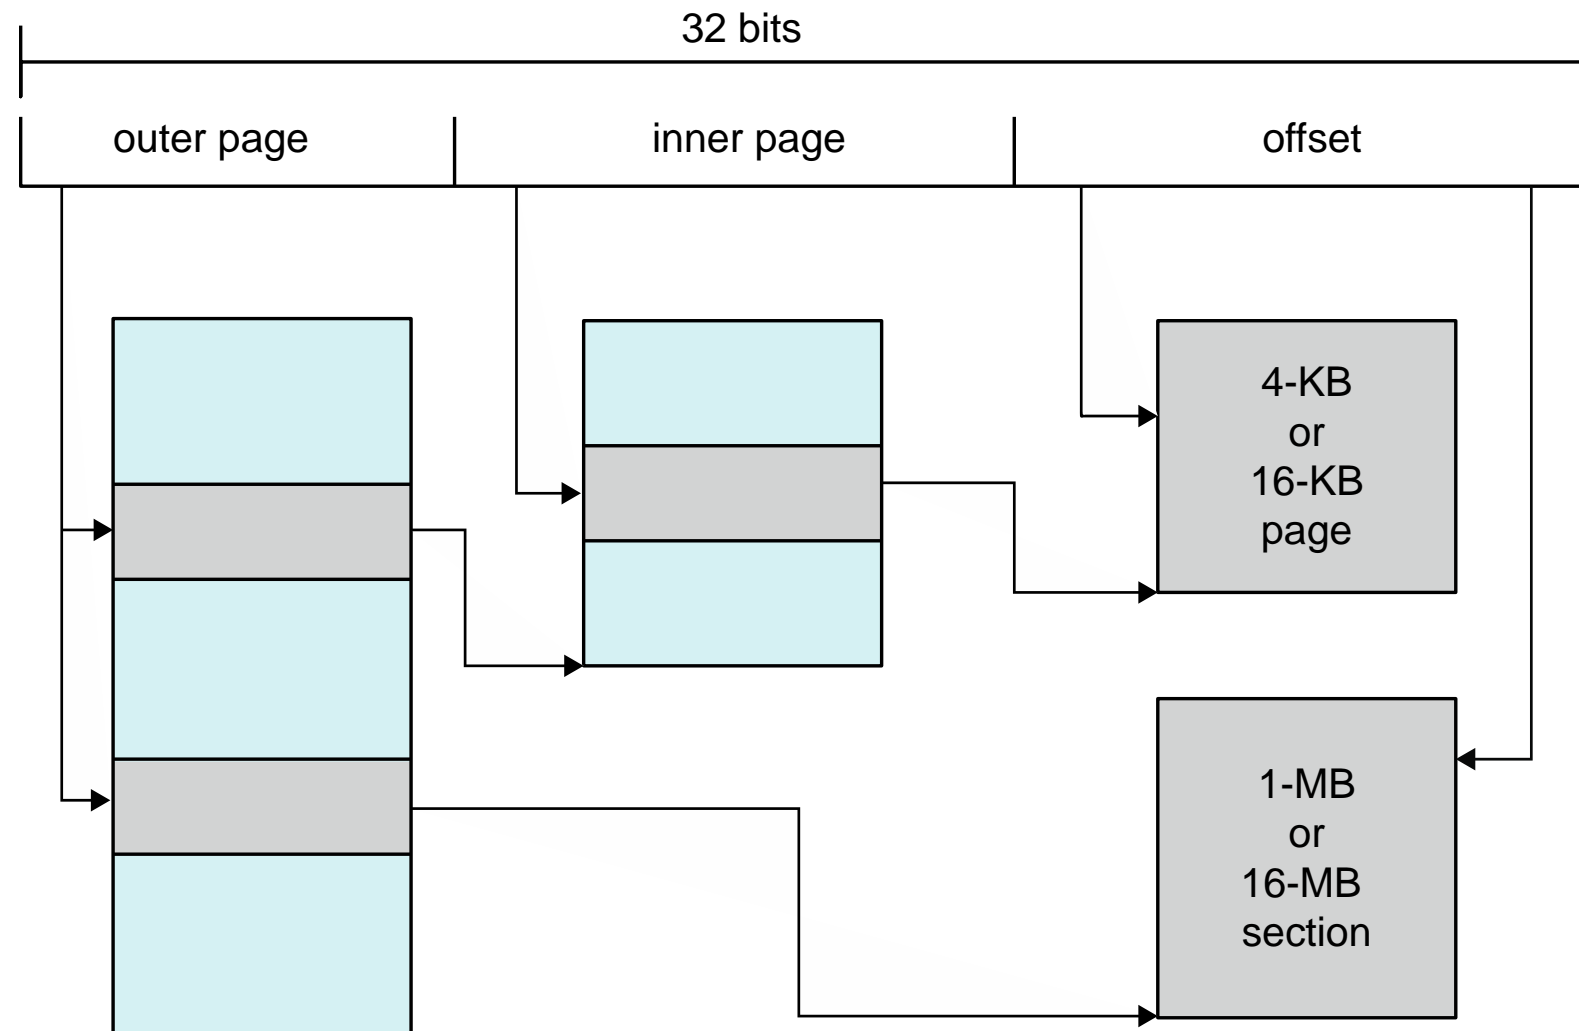 32 bits
outer page
inner page
offset
4-KB
or
16-KB
page
1-MB
or
16-MB
section